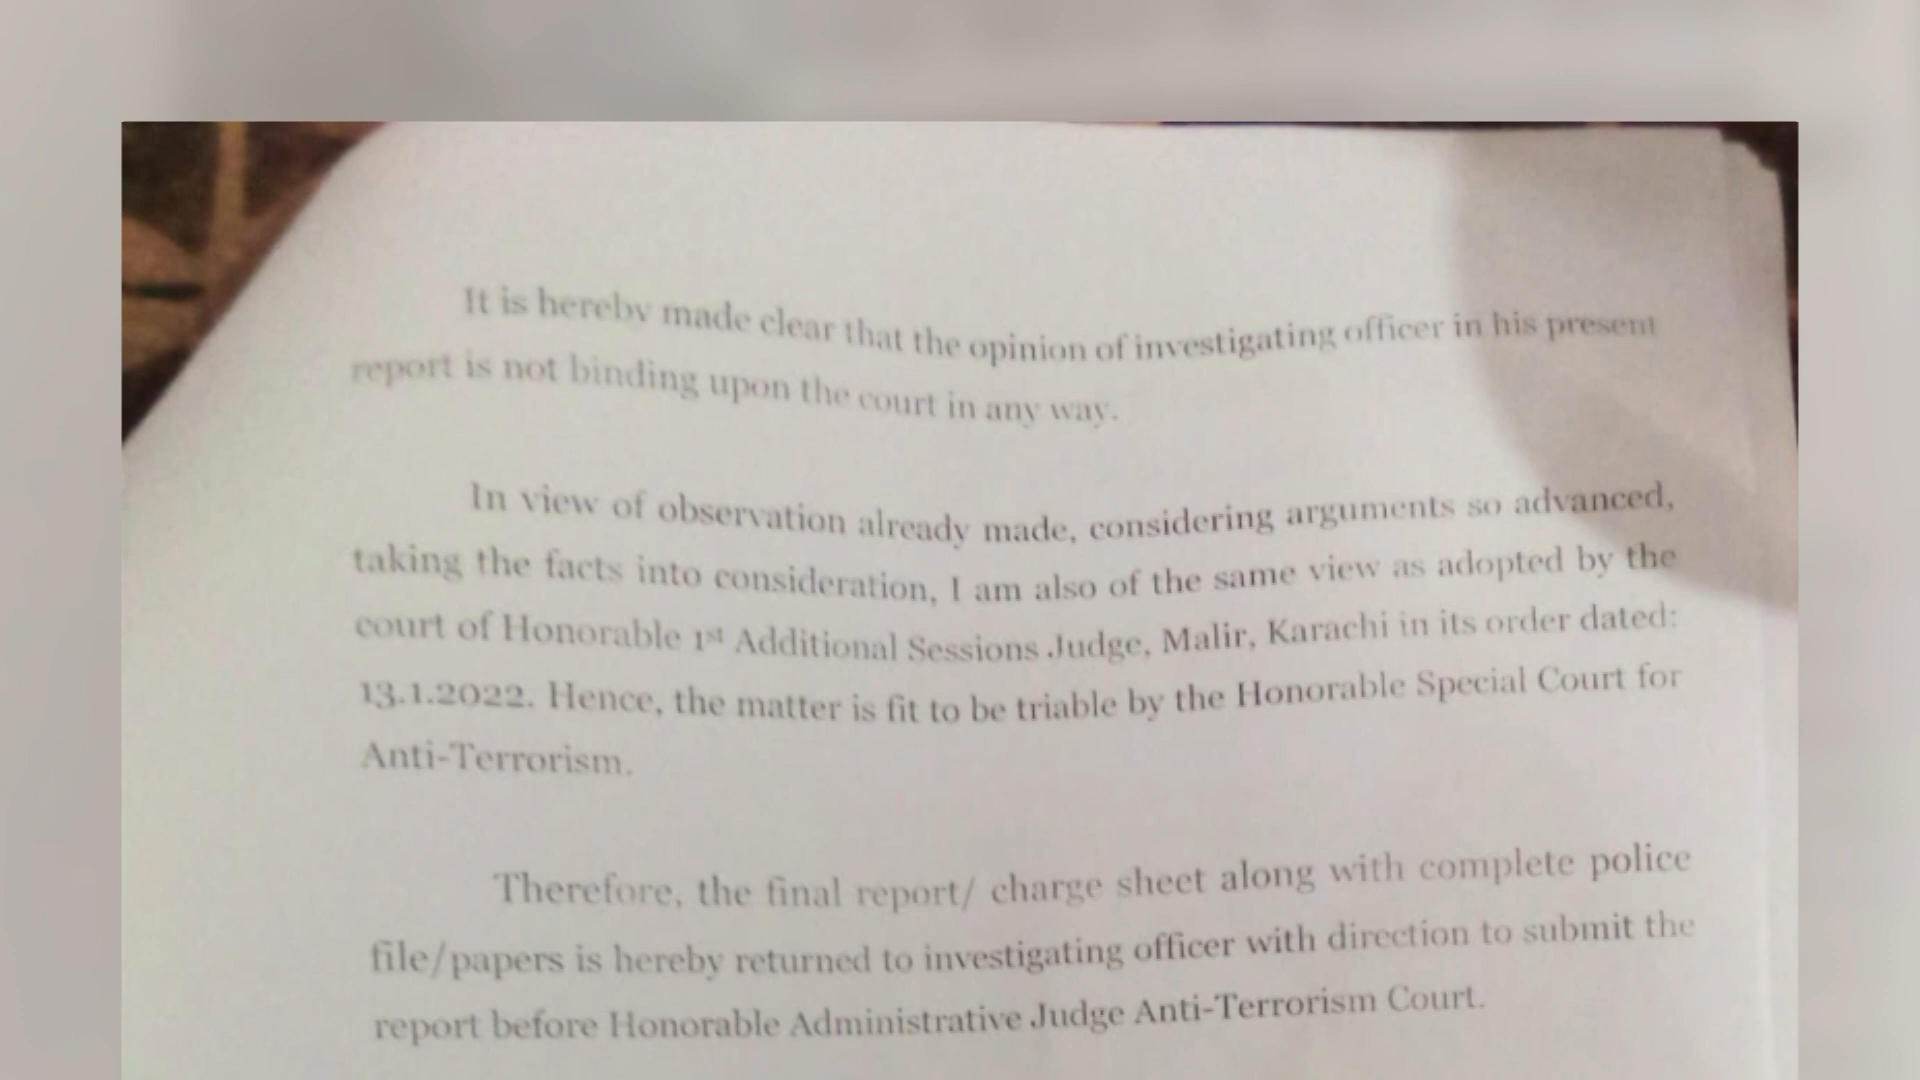 It is hereby made clear that the opinion of investigating officer in his present
report is not binding upon the court in any way.
In view of observation already made, considering arguments so advanced,
taking the facts into consideration, I am also of the same view as adopted by the
court of Honorable 1st Additional Sessions Judge, Malir, Karachi in its order dated:
13.1.2022. Hence, the matter is fit to be triable by the Honorable Special Court for
Anti-Terrorism.
Therefore, the final report/ charge sheet along with complete police
file/papers is hereby returned to investigating officer with direction to submit the
report before Honorable Administrative Judge Anti-Terrorism Court.